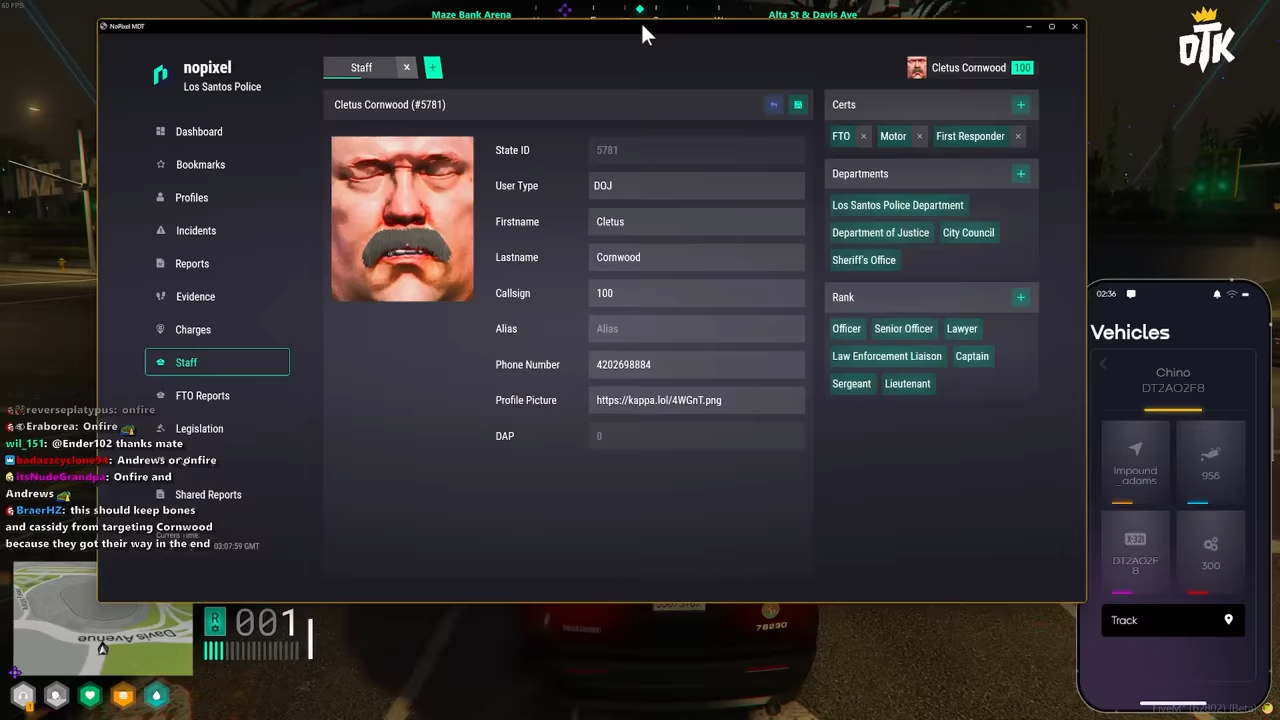 60 FPS
Maze Bank Arena
Alta St & Davis Ave
NoPixel MDT
OTK
nopixel
Los Santos Police
Dashboard
Bookmarks
Profiles
Incidents
Reports
Evidence
Charges
Staff
FTO Reports
Legislation
Shared Reports
03:07:59 GMT
Staff
Cletus Cornwood 100
Cletus Cornwood (#5781)
State ID 5781
User Type DOJ
Firstname Cletus
Lastname Cornwood
Callsign 100
Alias Alias
Phone Number 4202698884
Profile Picture https://kappa.lol/4WGnT.png
DAP 0
Certs
FTO Motor First Responder
Departments
Los Santos Police Department
Department of Justice City Council
Sheriff's Office
Rank
Officer Senior Officer Lawyer
Law Enforcement Liaison Captain
Sergeant Lieutenant
reverseplatypus: onfire
Eraborea: Onfire
wil_151: @Ender102 thanks mate
badazzcyclone94: Andrews or onfire
itsNudeGrandpa: Onfire and
Andrews
BraerHZ: this should keep bones
and cassidy from targeting Cornwood
because they got their way in the end
R 001
Davis Avenue
78230
02:36
Vehicles
Chino
DT2AO2F8
Impound
_adams
956
DT2AO2F
8
300
Track